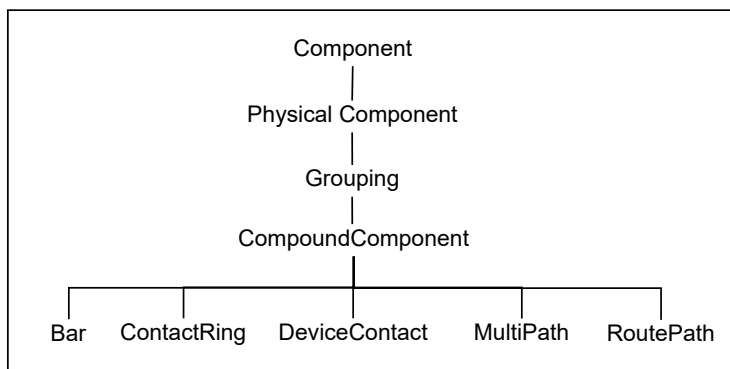 Component
Physical Component
Grouping
CompoundComponent
Bar ContactRing DeviceContact MultiPath RoutePath